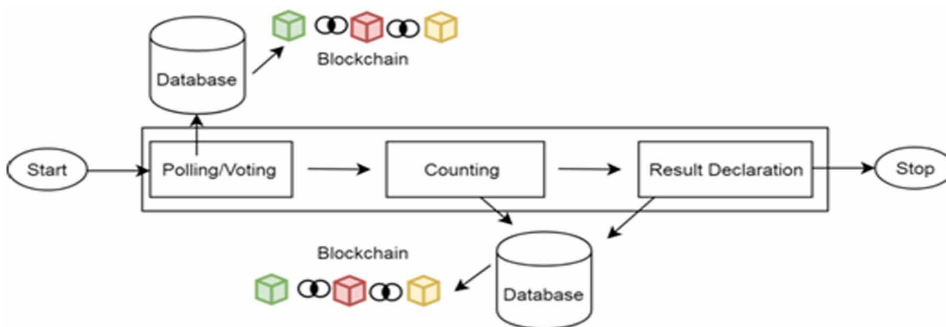 Database
Blockchain
Start
Polling/Voting
Counting
Result Declaration
Stop
Blockchain
Database